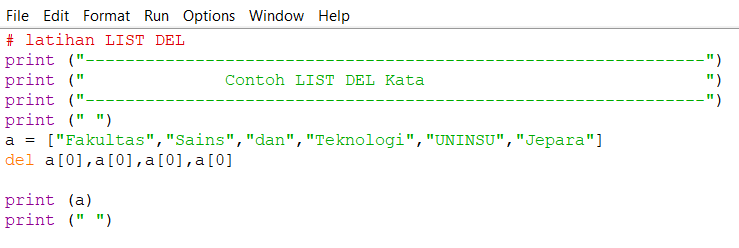 File Edit Format Run Options Window Help
# latihan LIST DEL
print ("--------------------------------------------------------------")
print ("              Contoh LIST DEL Kata                            ")
print ("--------------------------------------------------------------")
print (" ")
a = ["Fakultas","Sains","dan","Teknologi","UNINSU","Jepara"]
del a[0],a[0],a[0],a[0]
print (a)
print (" ")